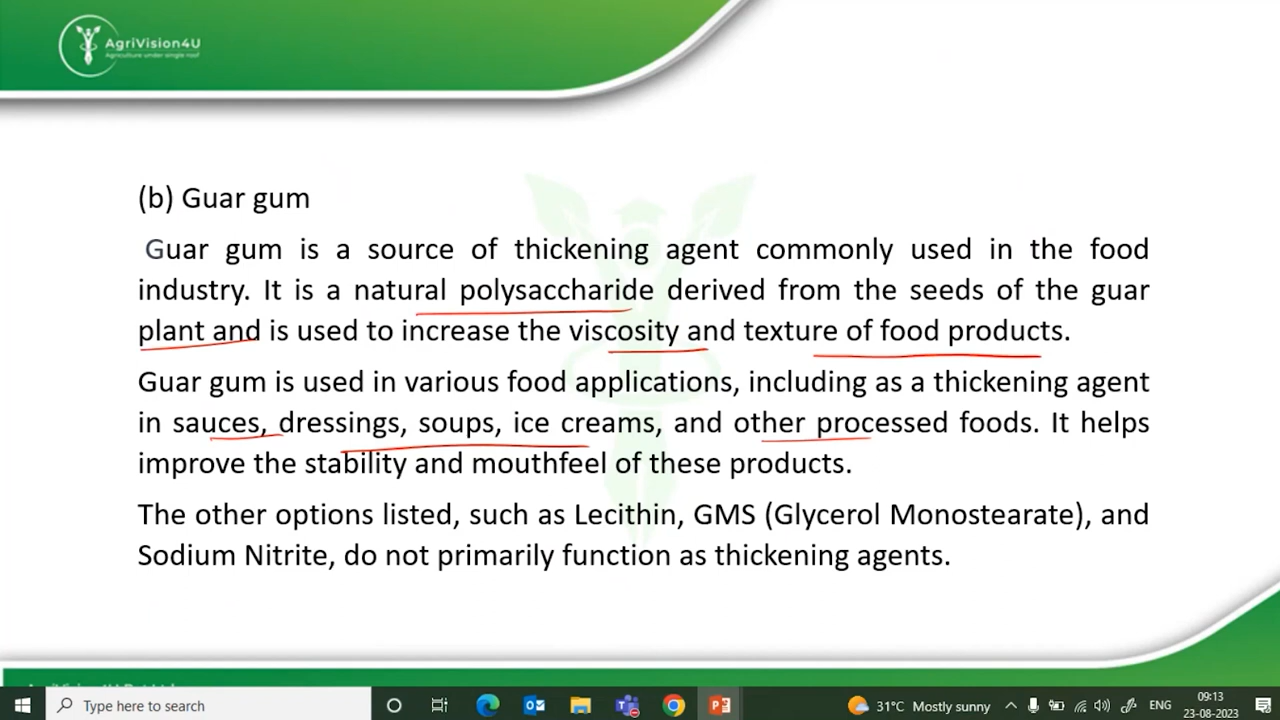 AgriVision4U
Agriculture under single roof
(b) Guar gum
Guar gum is a source of thickening agent commonly used in the food
industry. It is a natural polysaccharide derived from the seeds of the guar
plant and is used to increase the viscosity and texture of food products.
Guar gum is used in various food applications, including as a thickening agent
in sauces, dressings, soups, ice creams, and other processed foods. It helps
improve the stability and mouthfeel of these products.
The other options listed, such as Lecithin, GMS (Glycerol Monostearate), and
Sodium Nitrite, do not primarily function as thickening agents.
Type here to search
31°C Mostly sunny
ENG
09:13
23-08-2023